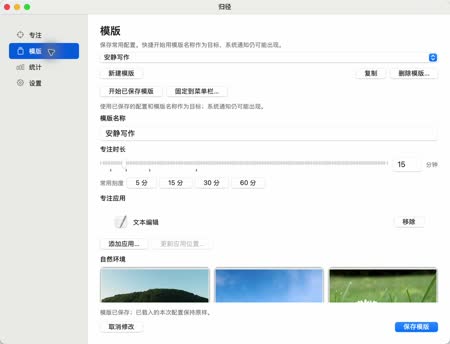 归径
专注
模版
统计
设置
模版
保存常用配置。快捷开始用模版名称作为目标，系统通知仍可能出现。
安静写作
新建模版 复制 删除模版...
开始已保存模版 固定到菜单栏...
使用已保存的配置和模版名称作为目标；系统通知仍可能出现。
模版名称
安静写作
专注时长
15 分钟
常用刻度 5 分 15 分 30 分 60 分
专注应用
文本编辑 移除
添加应用... 更新应用位置...
自然环境
模版已保存；已载入的本次配置保持原样。
取消修改 保存模版